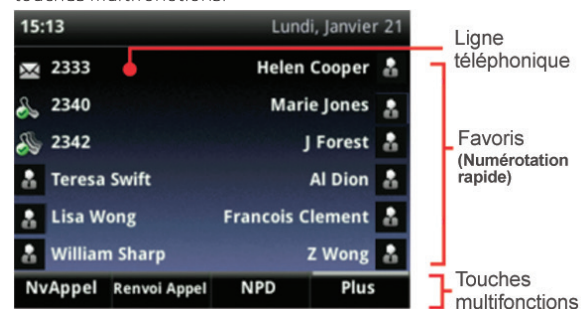 15:13 Lundi, Janvier 21
2333 Helen Cooper
2340 Marie Jones
2342 J Forest
Teresa Swift Al Dion
Lisa Wong Francois Clement
William Sharp Z Wong
NvAppel Renvoi Appel NPD Plus
Ligne
téléphonique
Favoris
(Numérotation
rapide)
Touches
multifonctions